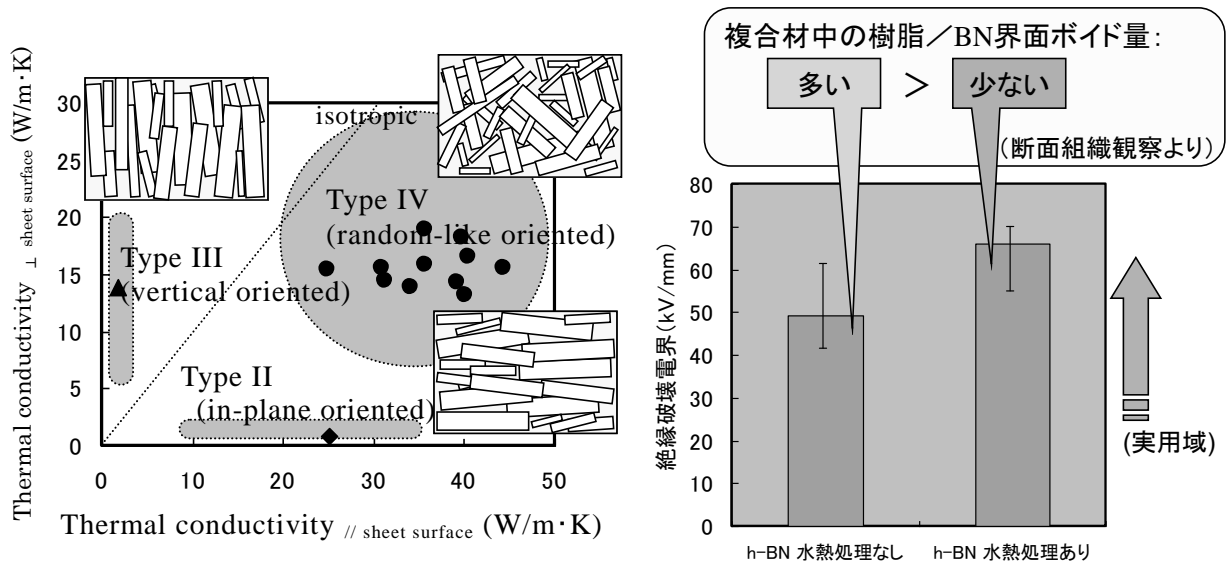 Thermal conductivity ⊥ sheet surface (W/m・K)
30
25
20
15
10
5
0
isotropic
Type IV
(random-like oriented)
Type III
(vertical oriented)
Type II
(in-plane oriented)
0 10 20 30 40 50
Thermal conductivity // sheet surface (W/m・K)
複合材中の樹脂／BN界面ボイド量：
多い ＞ 少ない
(断面組織観察より)
絶縁破壊電界(kV/mm)
80
70
60
50
40
30
20
10
0
(実用域)
h-BN 水熱処理なし h-BN 水熱処理あり